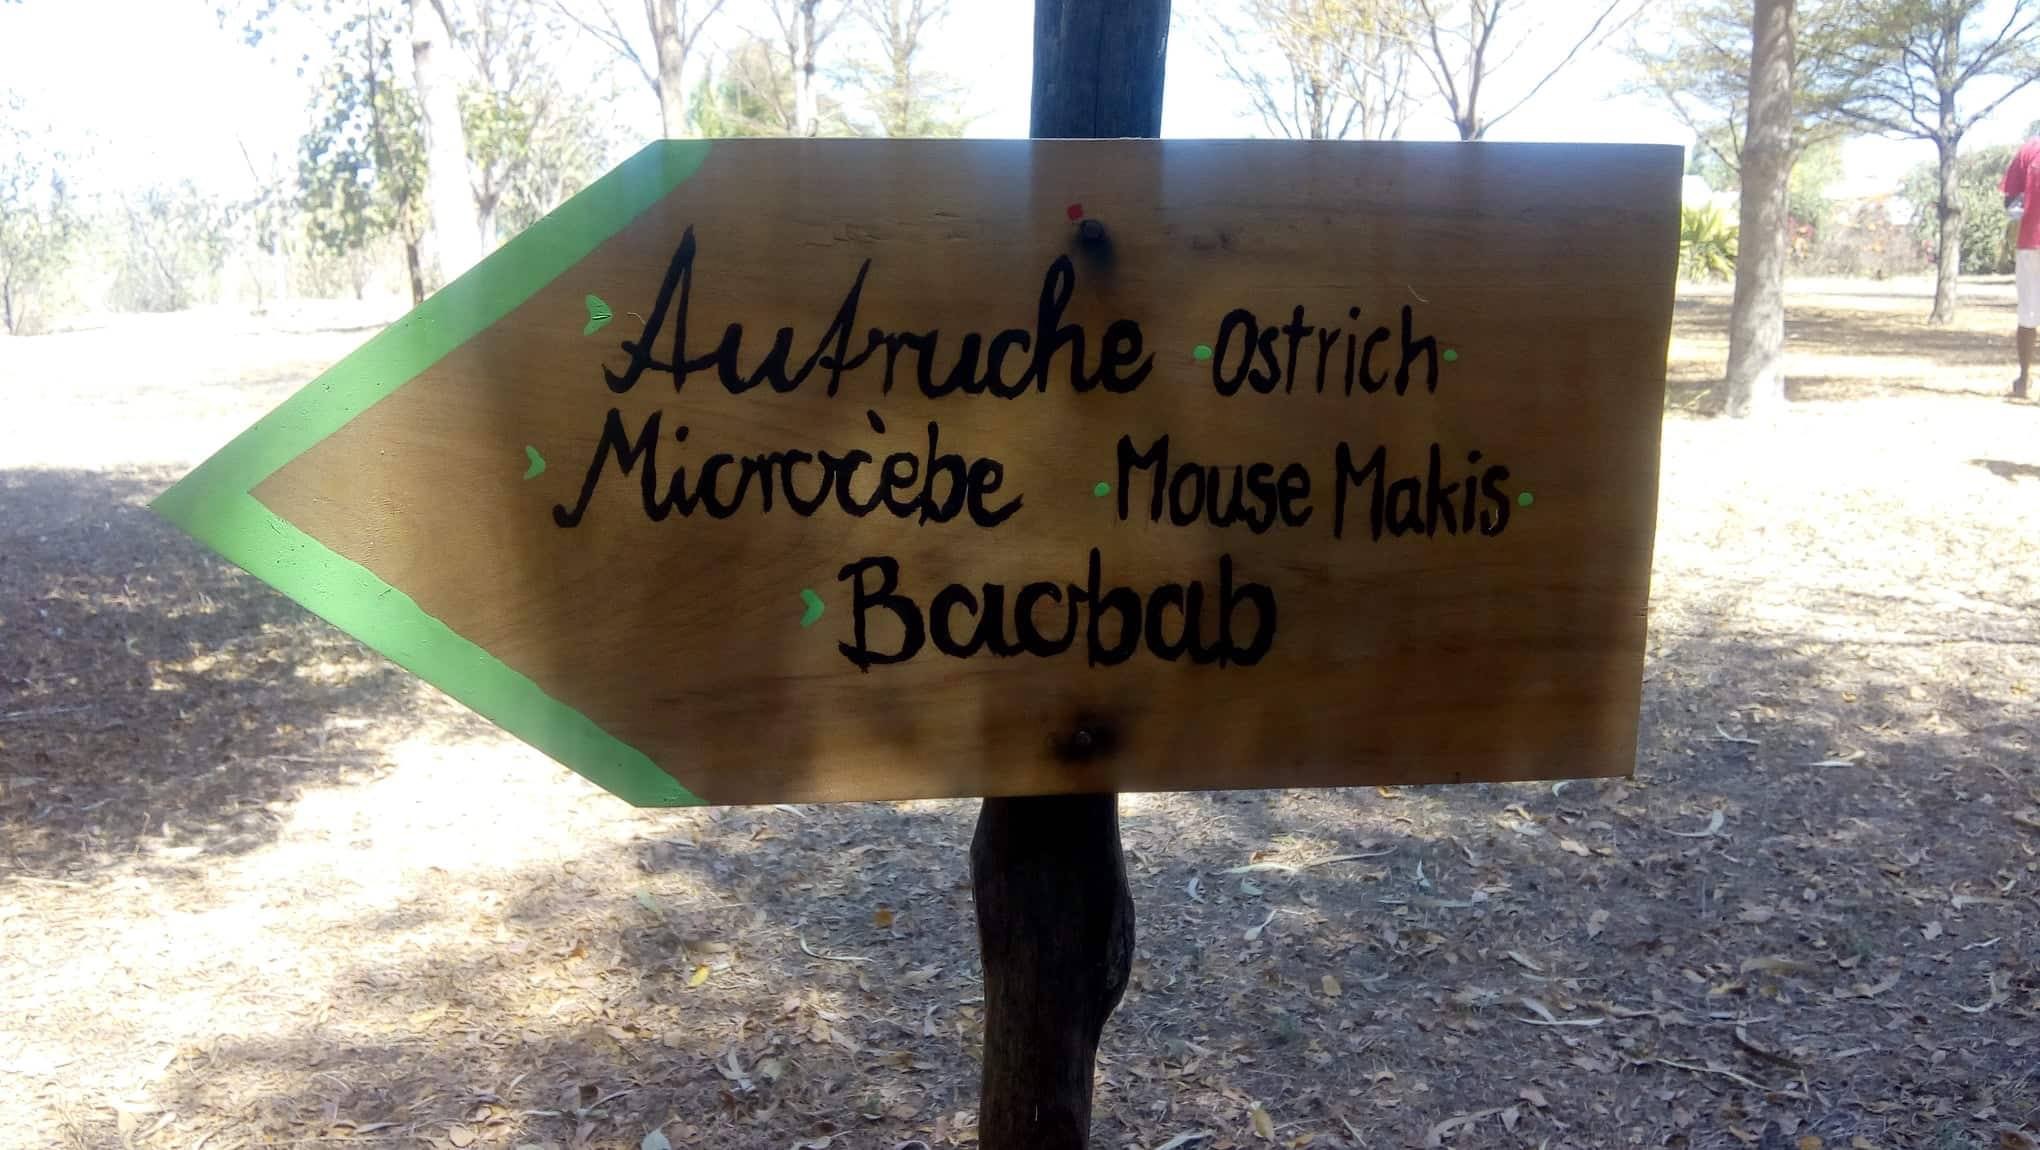 Autruche Ostrich
Microcèbe Mouse Makis
Baobab